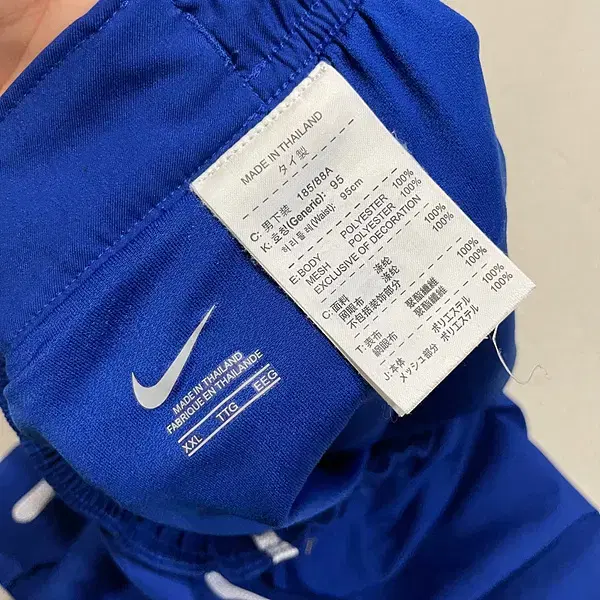 MADE IN THAILAND
タイ製
C: 男下装 185/88A
K: 호칭(Generic): 95
허리둘레(Waist): 95cm
E:BODY POLYESTER 100%
MESH POLYESTER 100%
EXCLUSIVE OF DECORATION
C:面料 涤纶 100%
网眼布 涤纶 100%
不包括装饰部分
T:表布 聚酯纖維 100%
網眼布 聚酯纖維 100%
J:本体 ポリエステル 100%
メッシュ部分 ポリエステル 100%
MADE IN THAILAND
FABRIQUE EN THAILANDE
XXL TTG EEG